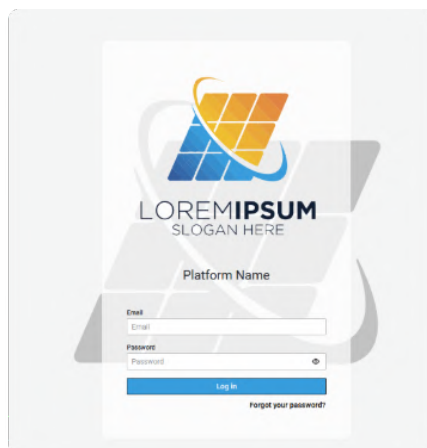 LOREMIPSUM
SLOGAN HERE
Platform Name
Email
Email
Password
Password
Log in
Forgot your password?